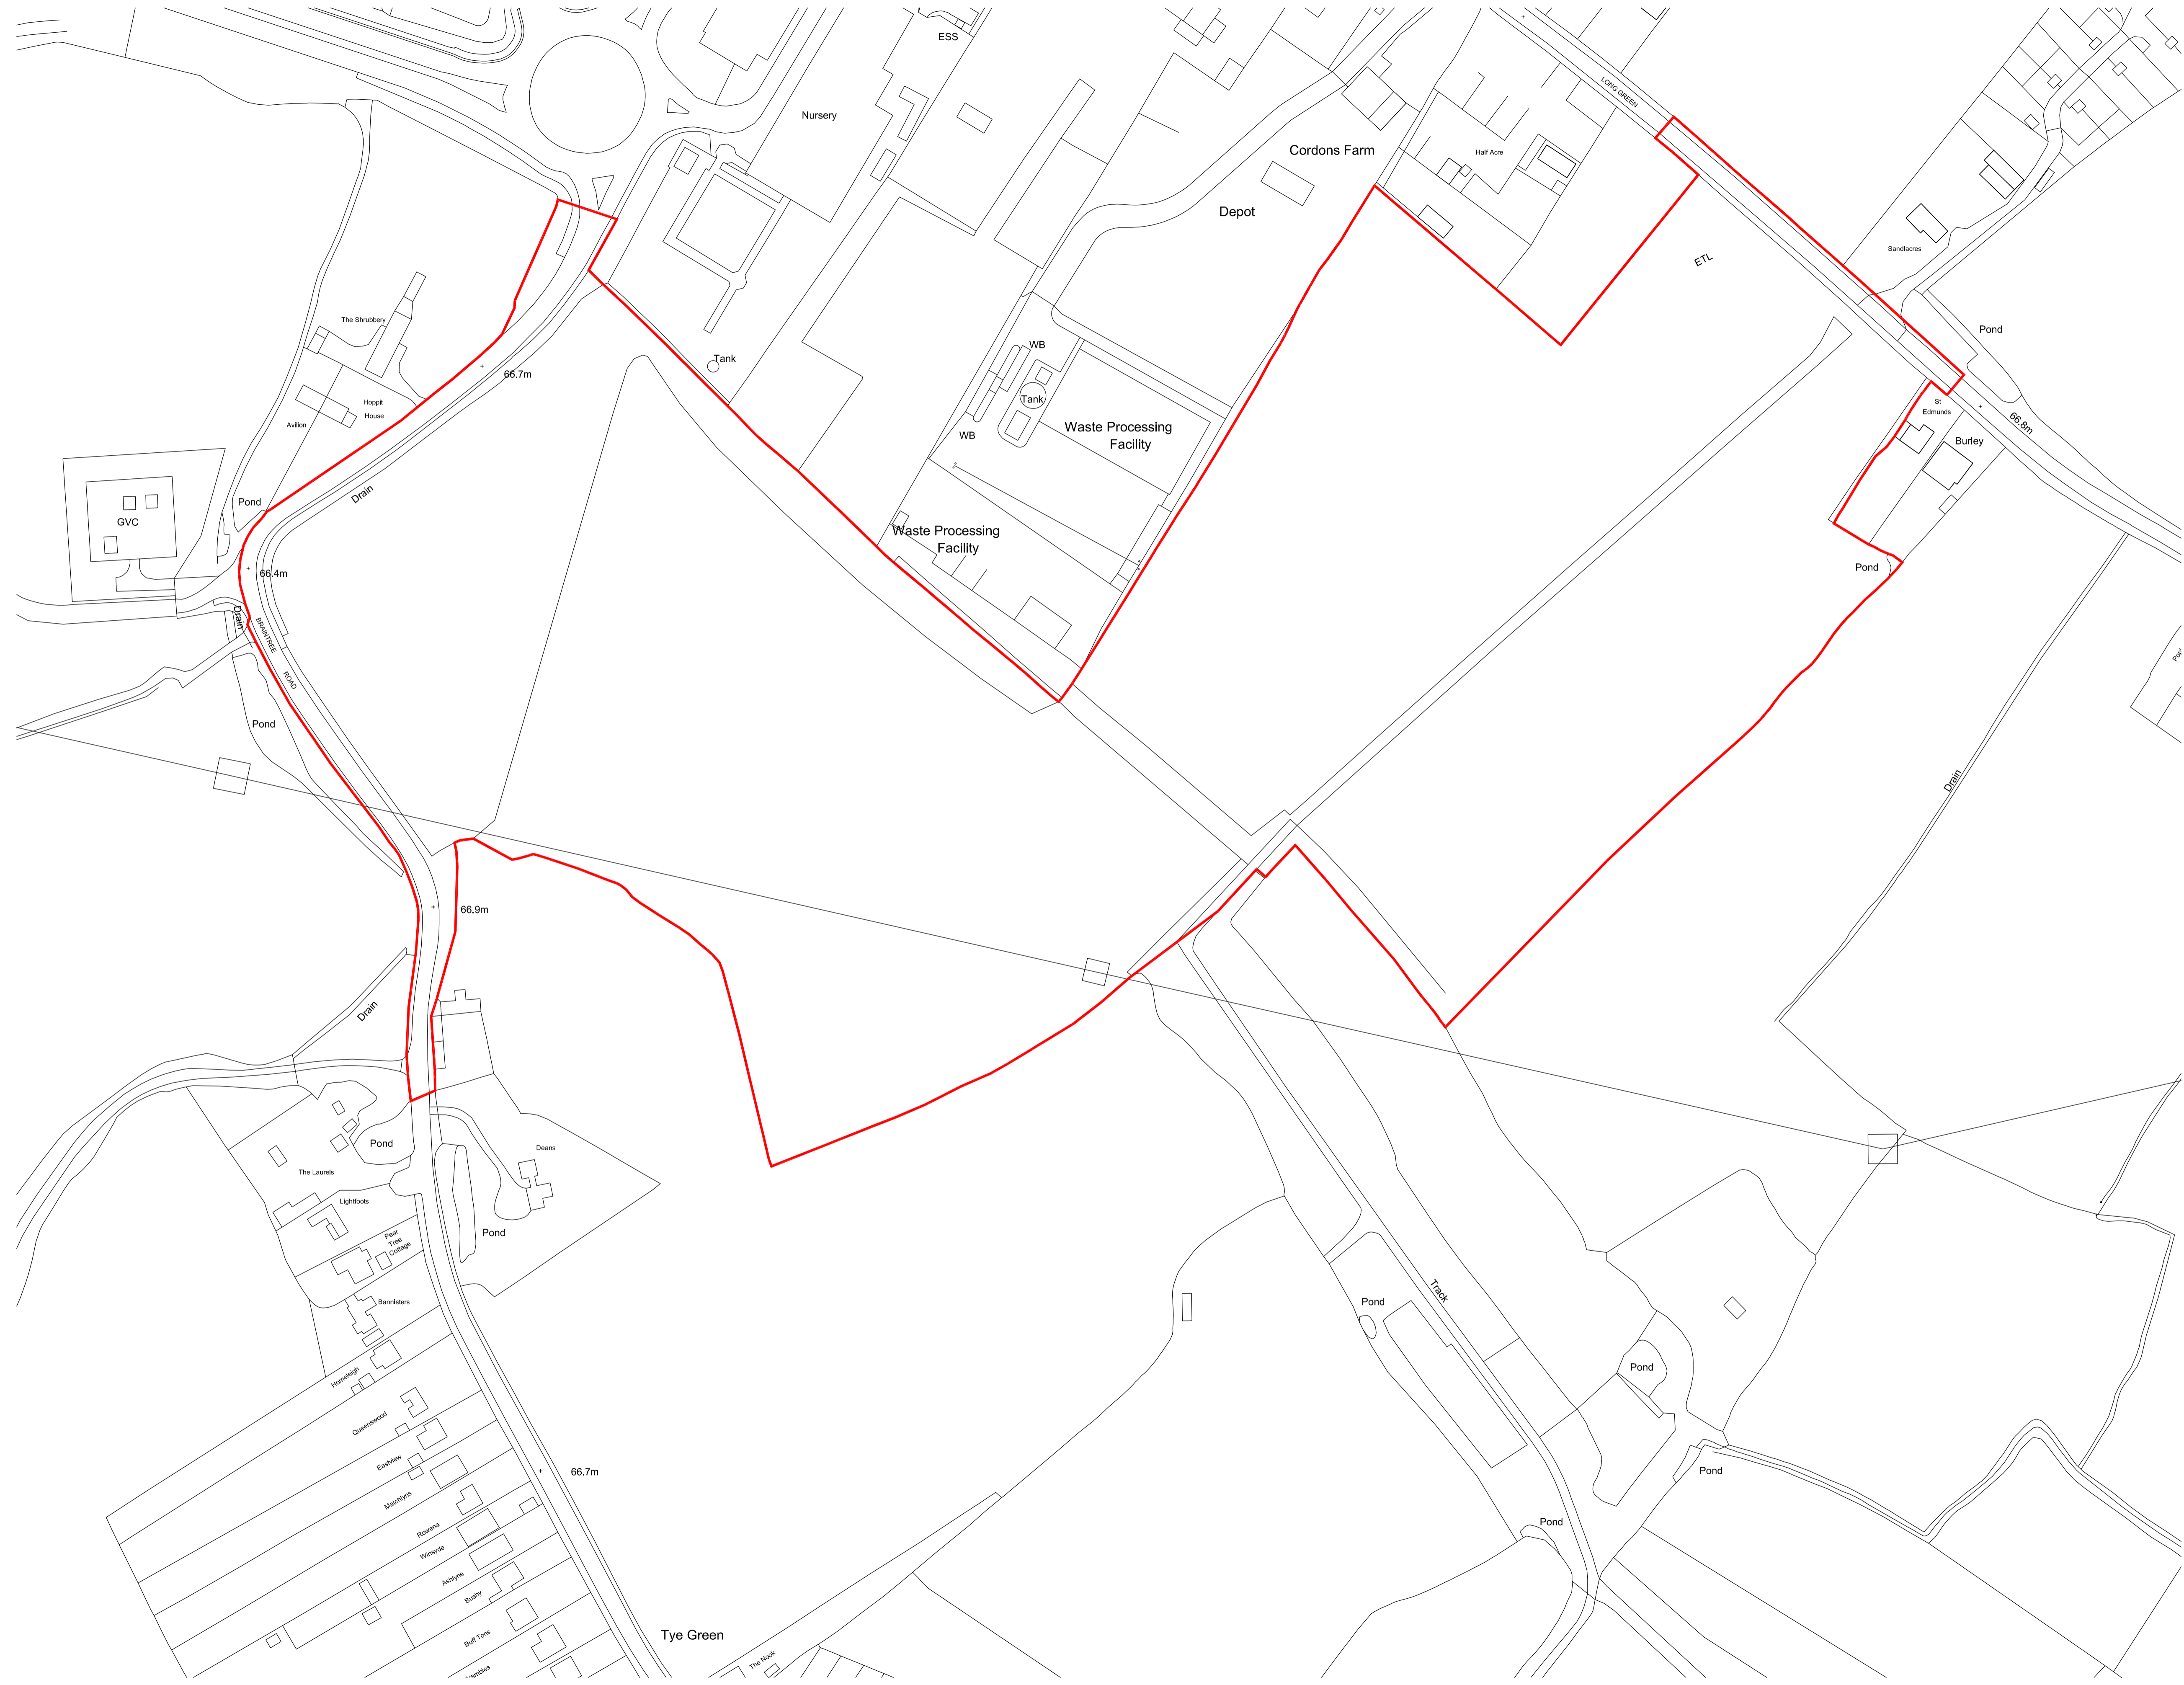 ESS
LONG GREEN
Nursery
Cordons Farm
Half Acre
Depot
Sandiacres
ETL
The Shrubbery
Pond
WB
Tank
66.7m
Tank
Hoppit
House
St
Edmunds
Avillon
66.8m
Waste Processing
Facility
WB
Burley
Drain
Pond
GVC
Waste Processing
Facility
Pond
66.4m
Drain
BRAINTREE
ROAD
Pond
Drain
66.9m
Drain
Pond
Deans
The Laurels
Lightfoots
Pond
Pear
Tree
Cottage
Track
Bannisters
Pond
Homeleigh
Pond
Queenswood
Eastview
66.7m
Pond
Matchlyns
Pond
Rowena
Winsyde
Ashlyne
Bushy
Buff Tons
Tye Green
The Nook